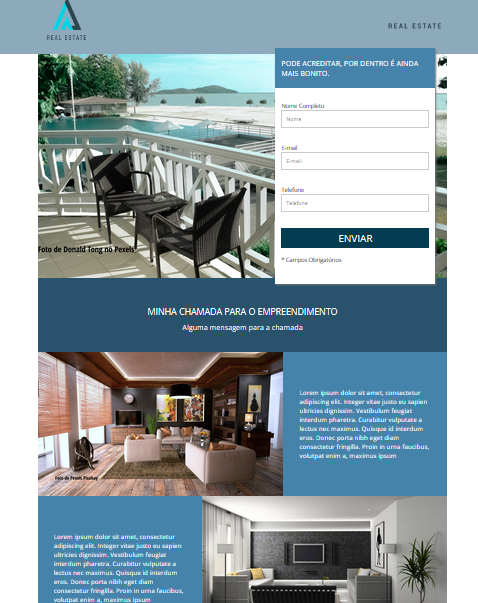 REAL ESTATE
REAL ESTATE
PODE ACREDITAR, POR DENTRO É AINDA
MAIS BONITO.
Nome Completo
Nome
E-mail
E-mail
Telefone
Telefone
ENVIAR
* Campos Obrigatórios
Foto de Donald Tong no Pexels
MINHA CHAMADA PARA O EMPREENDIMENTO
Alguma mensagem para a chamada
Lorem ipsum dolor sit amet, consectetur
adipiscing elit. Integer vitae justo eu sapien
ultricies dignissim. Vestibulum feugiat
interdum pharetra. Curabitur vulputate a
lectus nec maximus. Quisque id interdum
eros. Donec porta nibh eget diam
consectetur fringilla. Proin in urna faucibus,
volutpat enim a, maximus ipsum
Foto de Pexels Pixabay
Lorem ipsum dolor sit amet, consectetur
adipiscing elit. Integer vitae justo eu sapien
ultricies dignissim. Vestibulum feugiat
interdum pharetra. Curabitur vulputate a
lectus nec maximus. Quisque id interdum
eros. Donec porta nibh eget diam
consectetur fringilla. Proin in urna faucibus,